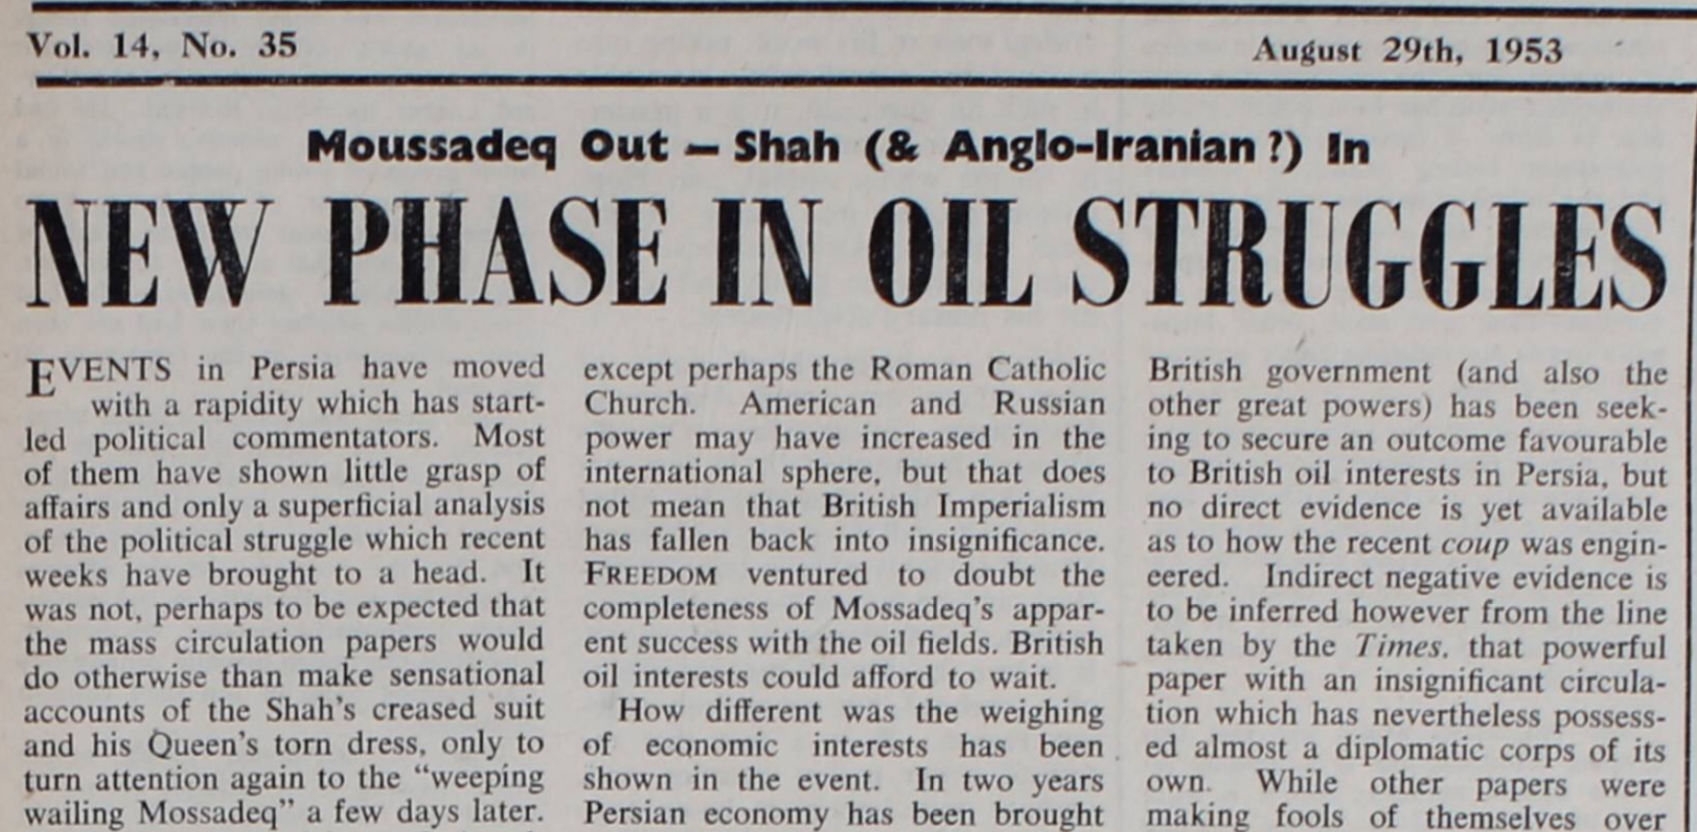 Vol. 14, No. 35 August 29th, 1953
Moussadeq Out — Shah (& Anglo-Iranian ?) In
NEW PHASE IN OIL STRUGGLES
EVENTS in Persia have moved
with a rapidity which has start-
led political commentators. Most
of them have shown little grasp of
affairs and only a superficial analysis
of the political struggle which recent
weeks have brought to a head. It
was not, perhaps to be expected that
the mass circulation papers would
do otherwise than make sensational
accounts of the Shah's creased suit
and his Queen's torn dress, only to
turn attention again to the "weeping
wailing Mossadeq" a few days later.
except perhaps the Roman Catholic
Church. American and Russian
power may have increased in the
international sphere, but that does
not mean that British Imperialism
has fallen back into insignificance.
FREEDOM ventured to doubt the
completeness of Mossadeq's appar-
ent success with the oil fields. British
oil interests could afford to wait.
How different was the weighing
of economic interests has been
shown in the event. In two years
Persian economy has been brought
British government (and also the
other great powers) has been seek-
ing to secure an outcome favourable
to British oil interests in Persia, but
no direct evidence is yet available
as to how the recent coup was engin-
eered. Indirect negative evidence is
to be inferred however from the line
taken by the Times, that powerful
paper with an insignificant circula-
tion which has nevertheless possess-
ed almost a diplomatic corps of its
own. While other papers were
making fools of themselves over